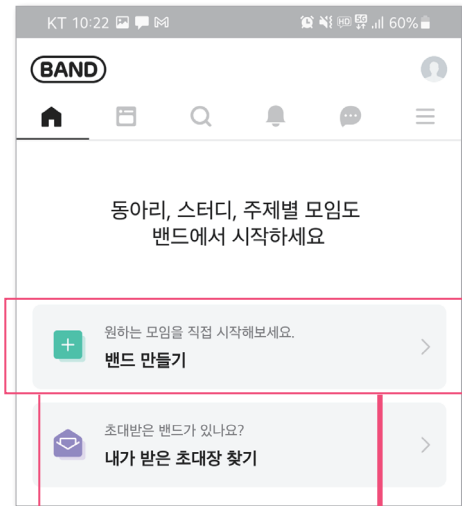 KT 10:22 HD 5G 60%
BAND
동아리, 스터디, 주제별 모임도
밴드에서 시작하세요
원하는 모임을 직접 시작해보세요.
밴드 만들기
초대받은 밴드가 있나요?
내가 받은 초대장 찾기